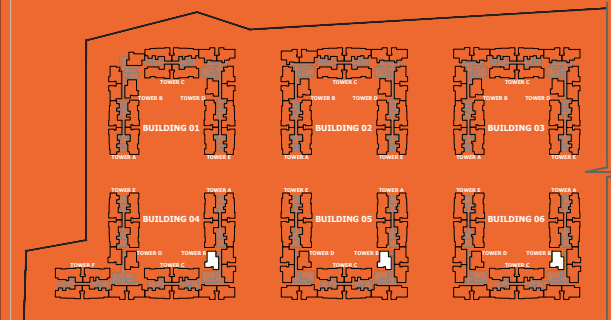 TOWER C TOWER C TOWER C
TOWER B TOWER D TOWER B TOWER D TOWER B TOWER D
BUILDING 01 BUILDING 02 BUILDING 03
TOWER A TOWER E TOWER A TOWER E TOWER A TOWER E
TOWER E TOWER A TOWER E TOWER A TOWER E TOWER A
BUILDING 04 BUILDING 05 BUILDING 06
TOWER D TOWER B TOWER D TOWER B TOWER D TOWER B
TOWER F TOWER C TOWER C TOWER C